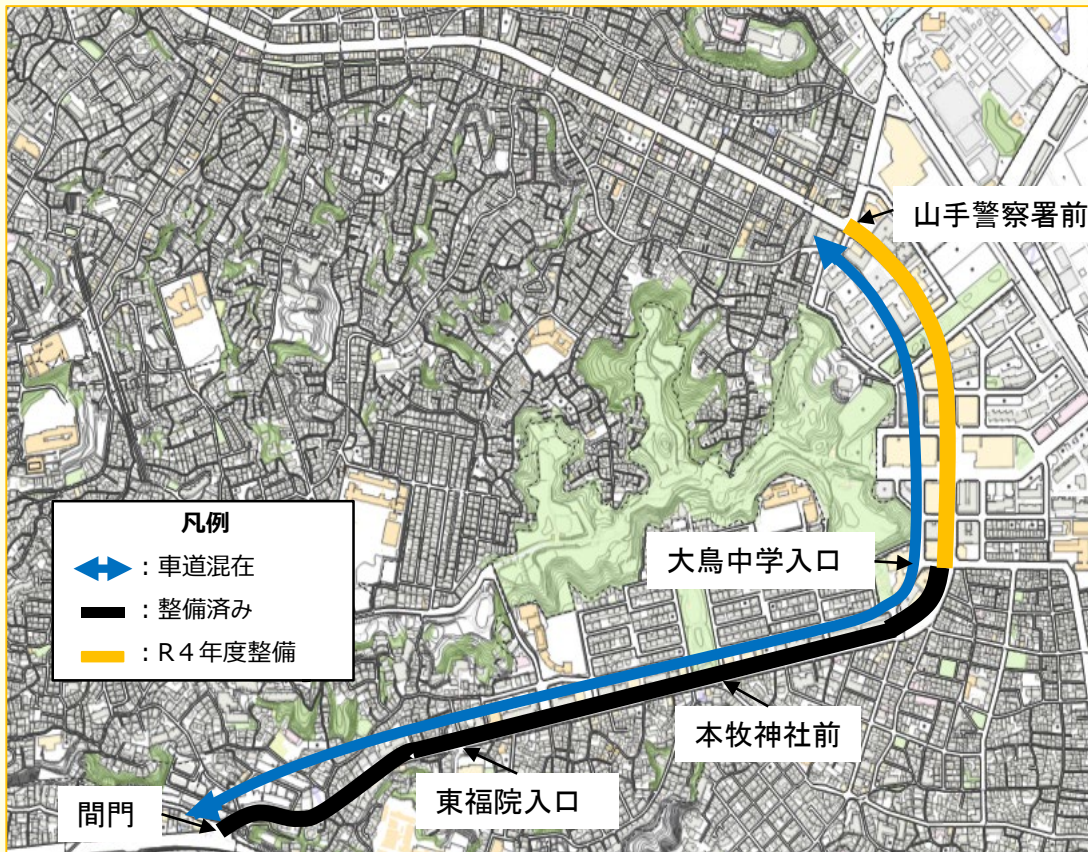 山手警察署前
凡例
：車道混在
：整備済み
：R４年度整備
大鳥中学入口
本牧神社前
東福院入口
間門